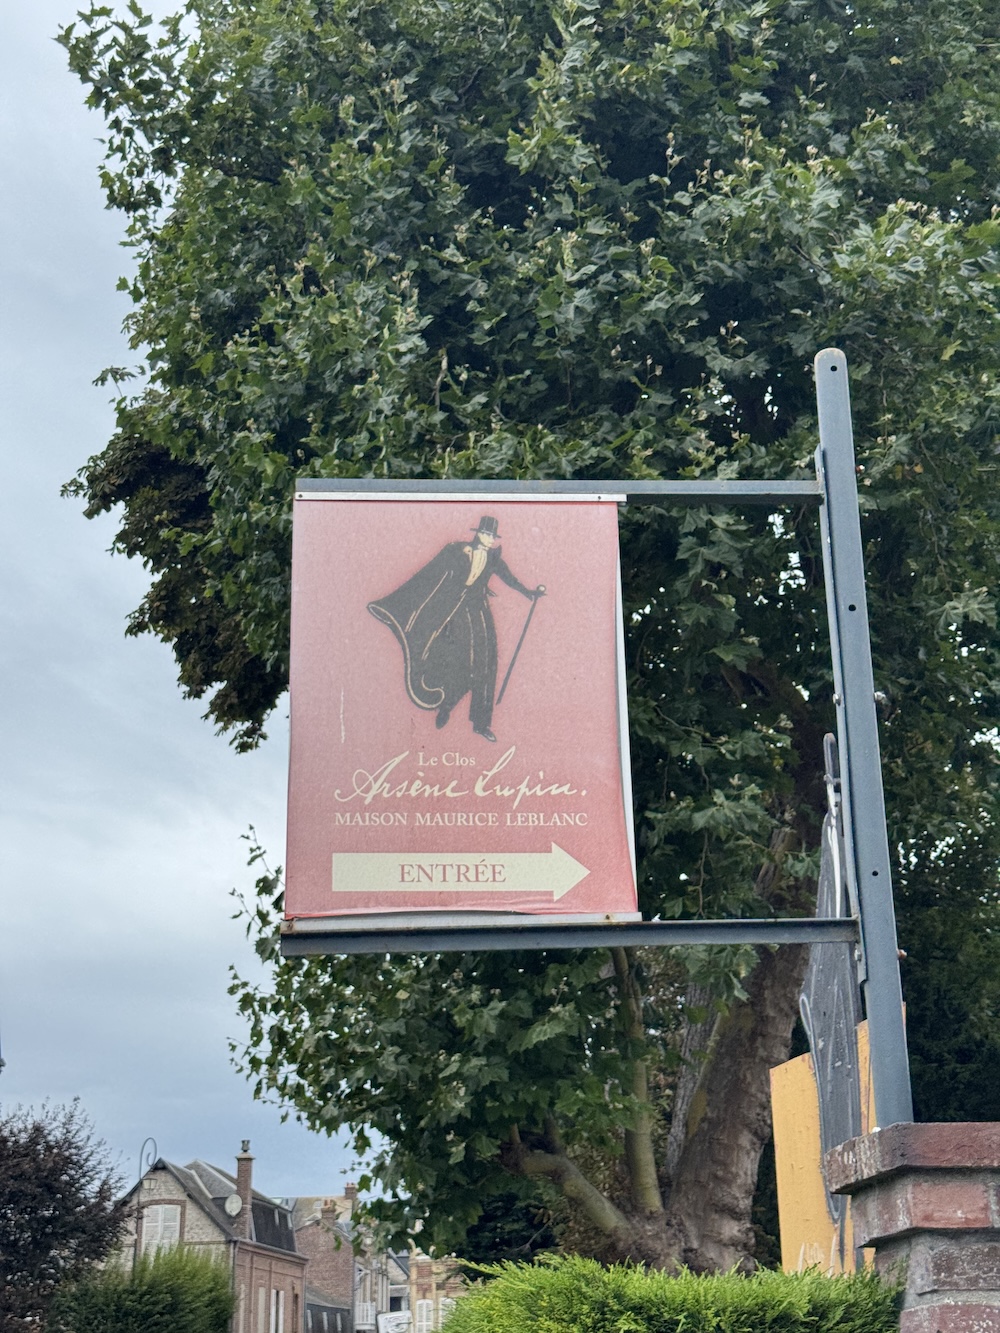 Le Clos
Arsène Lupin.
MAISON MAURICE LEBLANC
ENTRÉE